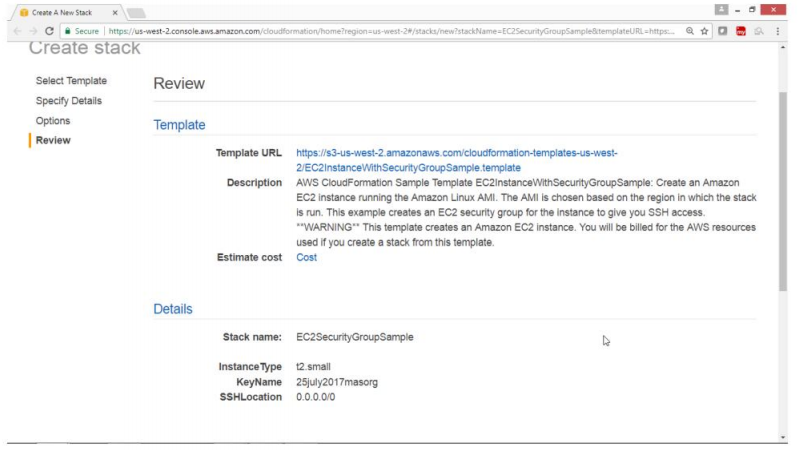 Create A New Stack
Secure https://us-west-2.console.aws.amazon.com/cloudformation/home?region=us-west-2#/stacks/new?stackName=EC2SecurityGroupSample&templateURL=https:...
Create stack
Select Template
Specify Details
Options
Review
Review
Template
Template URL https://s3-us-west-2.amazonaws.com/cloudformation-templates-us-west-
2/EC2InstanceWithSecurityGroupSample.template
Description AWS CloudFormation Sample Template EC2InstanceWithSecurityGroupSample: Create an Amazon
EC2 instance running the Amazon Linux AMI. The AMI is chosen based on the region in which the stack
is run. This example creates an EC2 security group for the instance to give you SSH access.
**WARNING** This template creates an Amazon EC2 instance. You will be billed for the AWS resources
used if you create a stack from this template.
Estimate cost Cost
Details
Stack name: EC2SecurityGroupSample
InstanceType t2.small
KeyName 25july2017masorg
SSHLocation 0.0.0.0/0